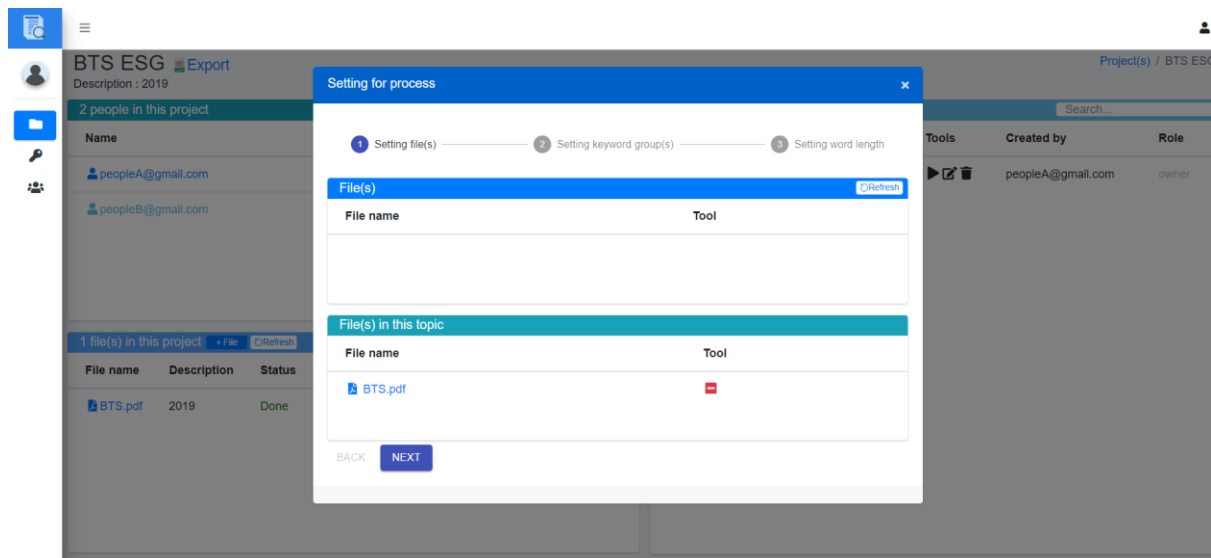 BTS ESG Export
Project(s) / BTS ESG
Description : 2019
2 people in this project
Search...
Name
Tools Created by Role
peopleA@gmail.com
peopleA@gmail.com owner
peopleB@gmail.com
1 file(s) in this project + File Refresh
File name Description Status
BTS.pdf 2019 Done
Setting for process ×
1 Setting file(s) 2 Setting keyword group(s) 3 Setting word length
File(s) Refresh
File name Tool
File(s) in this topic
File name Tool
BTS.pdf
BACK NEXT